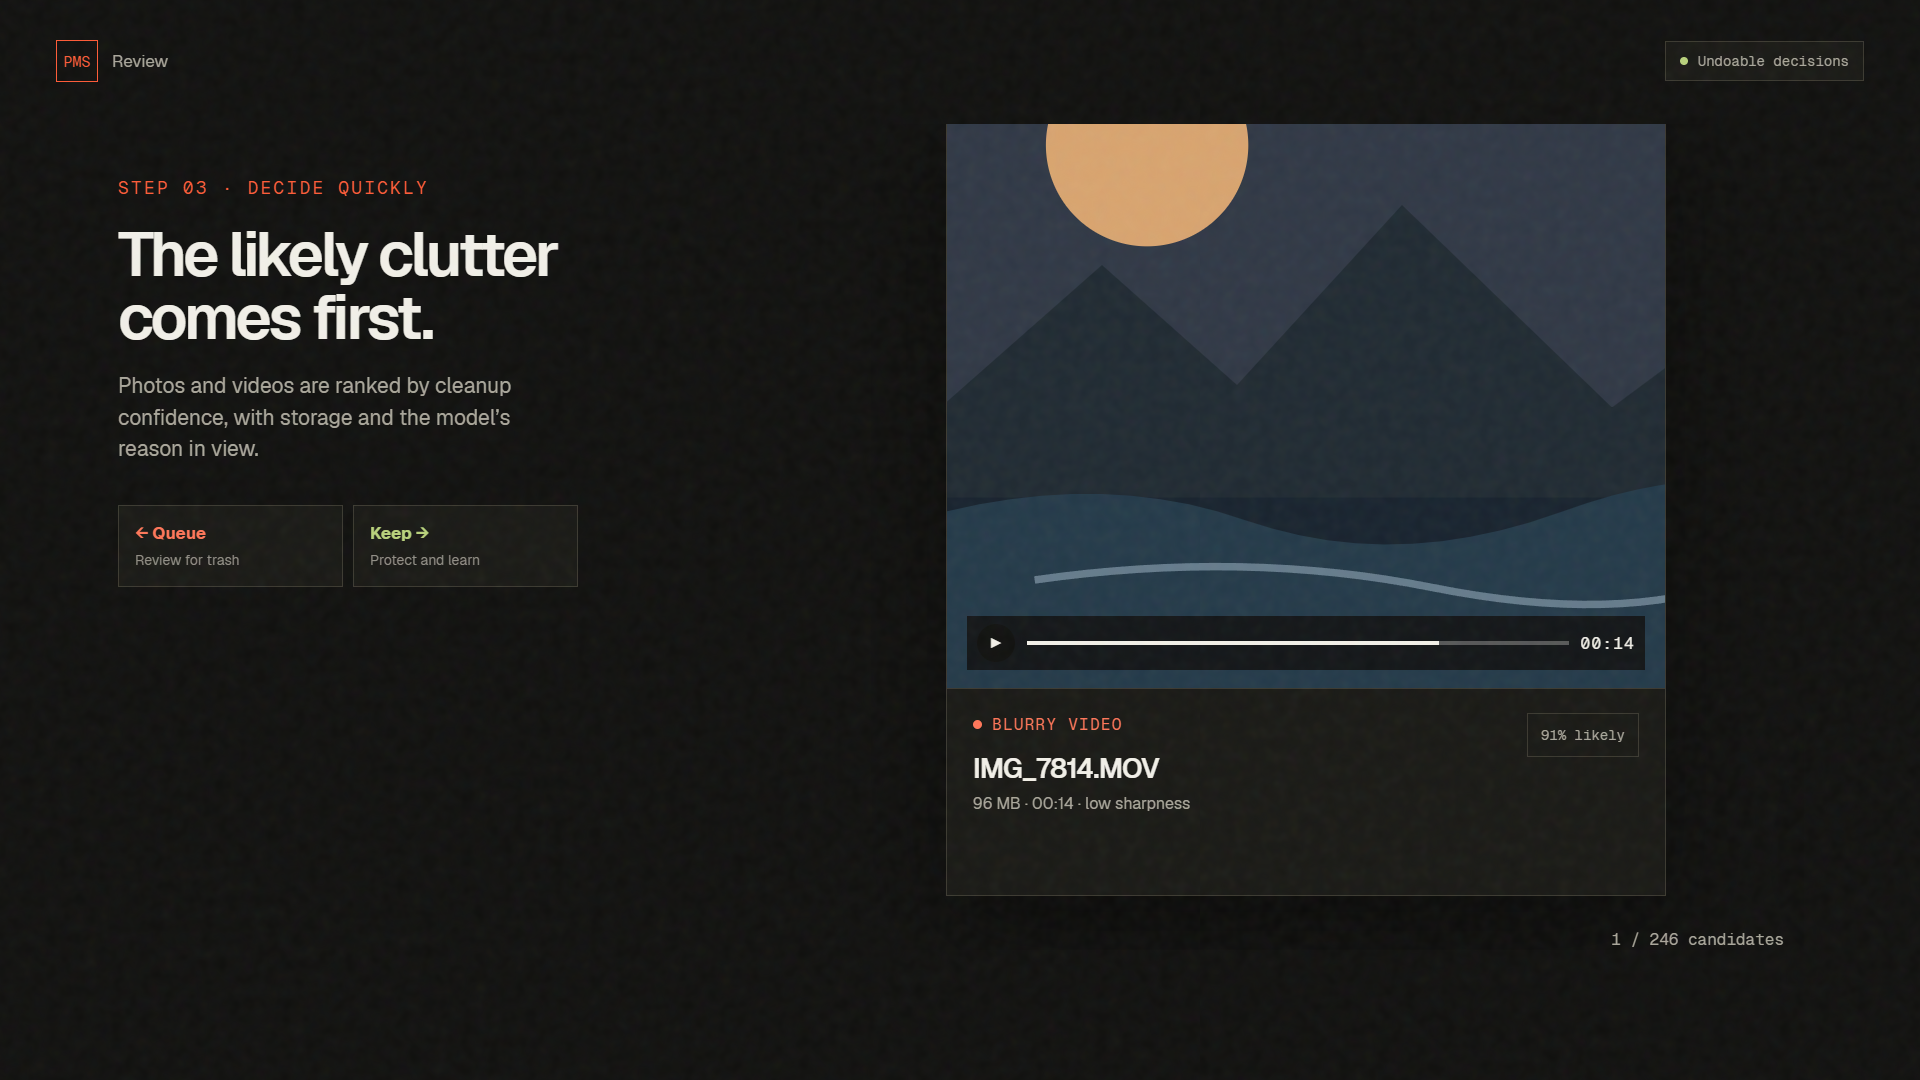 PMS
Review
Undoable decisions
STEP 03 · DECIDE QUICKLY
The likely clutter
comes first.
Photos and videos are ranked by cleanup
confidence, with storage and the model’s
reason in view.
← Queue
Review for trash
Keep →
Protect and learn
00:14
BLURRY VIDEO
91% likely
IMG_7814.MOV
96 MB · 00:14 · low sharpness
1 / 246 candidates